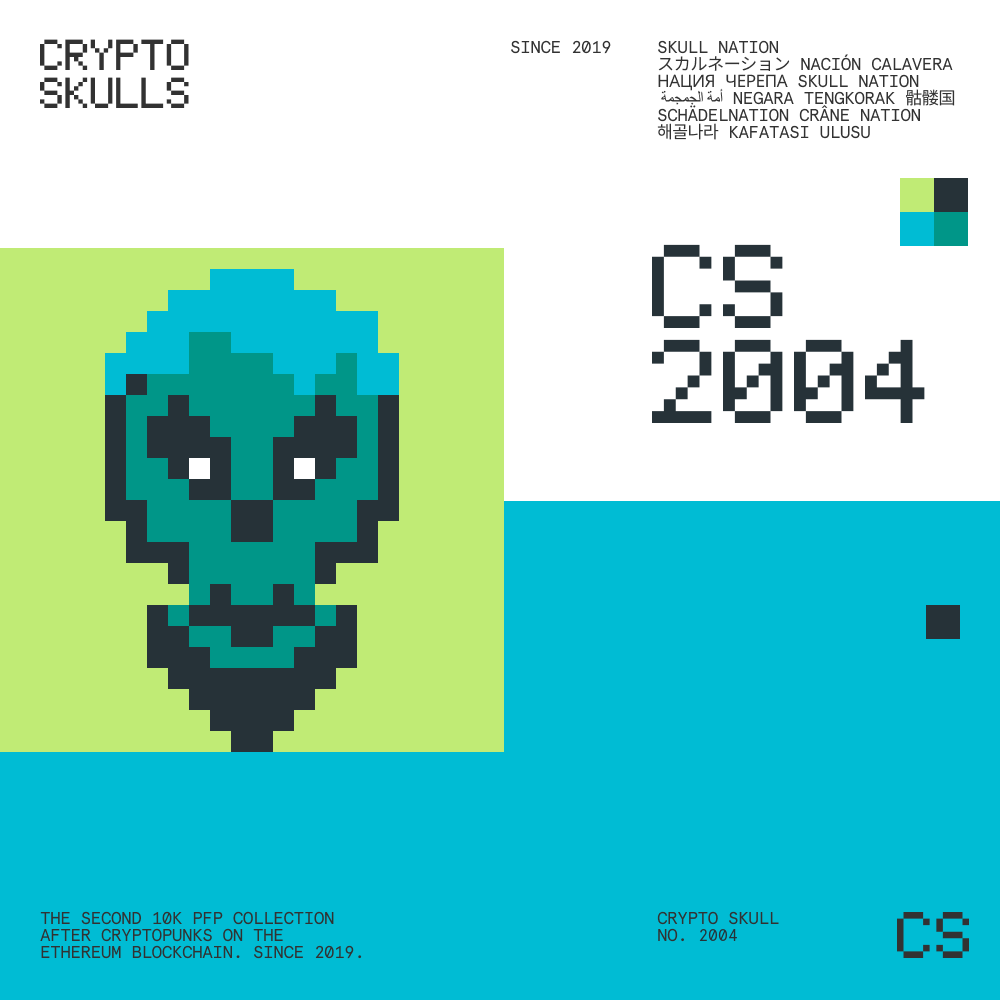 CRYPTO
SKULLS
SINCE 2019
SKULL NATION
スカルネーション NACIÓN CALAVERA
НАЦИЯ ЧЕРЕПА SKULL NATION
أمة الجمجمة NEGARA TENGKORAK 骷髅国
SCHÄDELNATION CRÂNE NATION
해골나라 KAFATASI ULUSU
CS
2004
THE SECOND 10K PFP COLLECTION
AFTER CRYPTOPUNKS ON THE
ETHEREUM BLOCKCHAIN. SINCE 2019.
CRYPTO SKULL
NO. 2004
CS